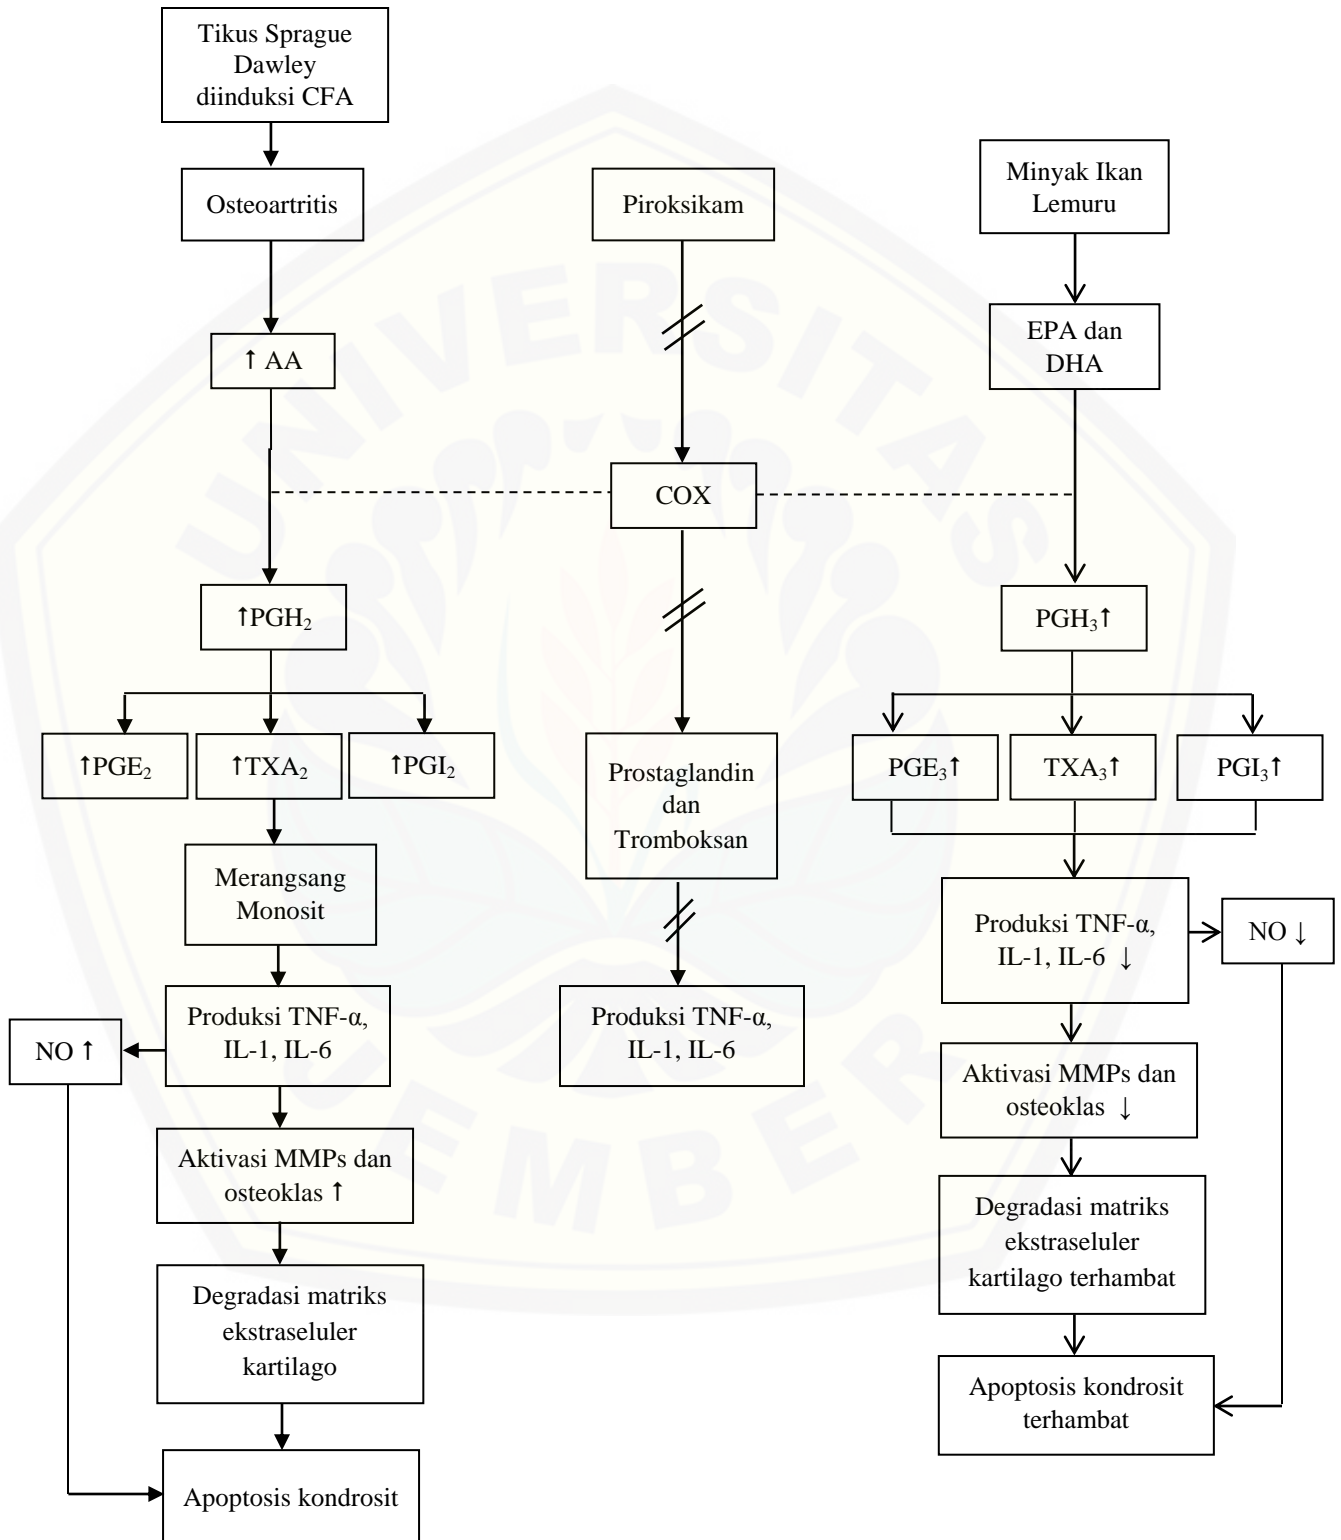 Tikus Sprague
Dawley
diinduksi CFA
Osteoartritis
↑ AA
↑PGH₂
↑PGE₂
↑TXA₂
↑PGI₂
Merangsang
Monosit
Produksi TNF-α,
IL-1, IL-6
NO ↑
Aktivasi MMPs dan
osteoklas ↑
Degradasi matriks
ekstraseluler
kartilago
Apoptosis kondrosit
Piroksikam
COX
Prostaglandin
dan
Tromboksan
Produksi TNF-α,
IL-1, IL-6
Minyak Ikan
Lemuru
EPA dan
DHA
PGH₃↑
PGE₃↑
TXA₃↑
PGI₃↑
Produksi TNF-α,
IL-1, IL-6 ↓
NO ↓
Aktivasi MMPs dan
osteoklas ↓
Degradasi matriks
ekstraseluler
kartilago terhambat
Apoptosis kondrosit
terhambat
UNIVERSITAS
JEMBER